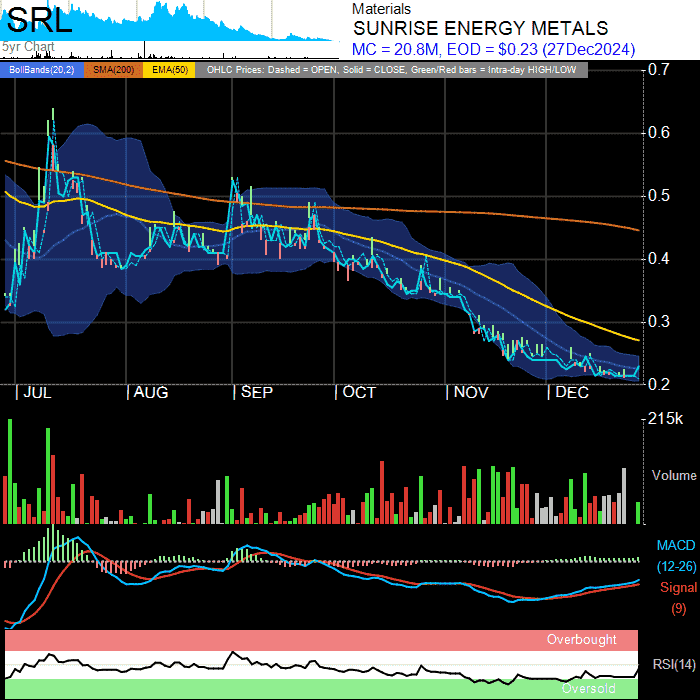 SRL
5yr Chart
Materials
SUNRISE ENERGY METALS
MC = 20.8M, EOD = $0.23 (27Dec2024)
BollBands(20,2) SMA(200) EMA(50) OHLC Prices: Dashed = OPEN, Solid = CLOSE, Green/Red bars = Intra-day HIGH/LOW
0.7
0.6
0.5
0.4
0.3
0.2
JUL AUG SEP OCT NOV DEC
215k
Volume
MACD
(12-26)
Signal
(9)
Overbought
RSI(14)
Oversold